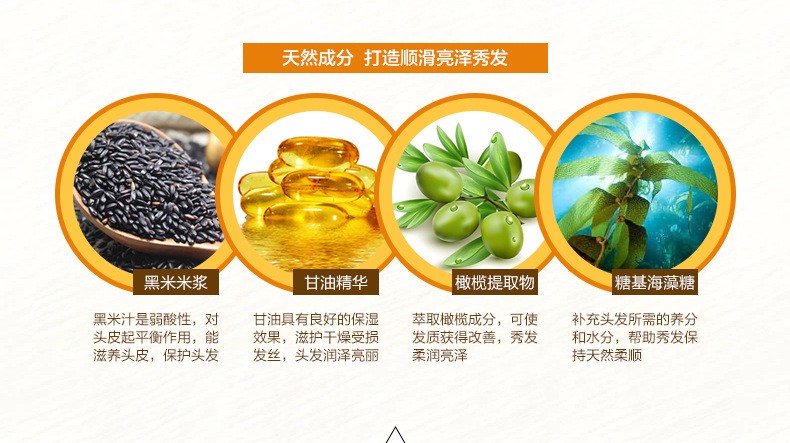 天然成分 打造顺滑亮泽秀发
黑米米浆
黑米汁是弱酸性，对
头皮起平衡作用，能
滋养头皮，保护头发
甘油精华
甘油具有良好的保湿
效果，滋护干燥受损
发丝，头发润泽亮丽
橄榄提取物
萃取橄榄成分，可使
发质获得改善，秀发
柔润亮泽
糖基海藻糖
补充头发所需的养分
和水分，帮助秀发保
持天然柔顺